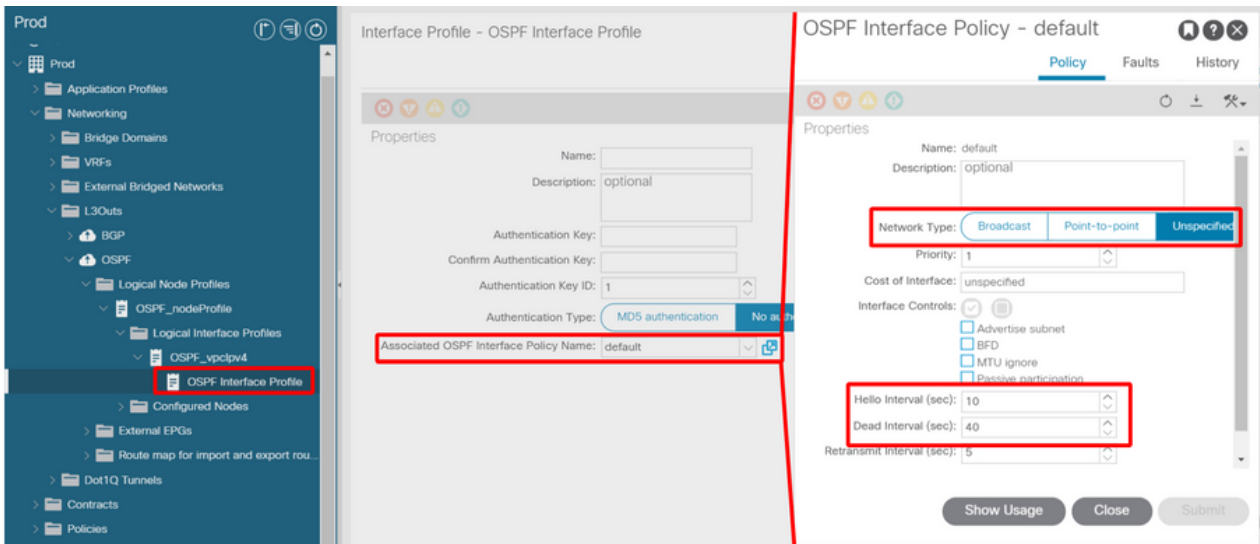 Prod
Prod
Application Profiles
Networking
Bridge Domains
VRFs
External Bridged Networks
L3Outs
BGP
OSPF
Logical Node Profiles
OSPF_nodeProfile
Logical Interface Profiles
OSPF_vpcIpv4
OSPF Interface Profile
Configured Nodes
External EPGs
Route map for import and export rou...
Dot1Q Tunnels
Contracts
Policies
Interface Profile - OSPF Interface Profile
Properties
Name:
Description: optional
Authentication Key:
Confirm Authentication Key:
Authentication Key ID: 1
Authentication Type: MD5 authentication No auth
Associated OSPF Interface Policy Name: default
OSPF Interface Policy - default
Policy Faults History
Properties
Name: default
Description: optional
Network Type: Broadcast Point-to-point Unspecified
Priority: 1
Cost of Interface: unspecified
Interface Controls:
Advertise subnet
BFD
MTU ignore
Passive participation
Hello Interval (sec): 10
Dead Interval (sec): 40
Retransmit Interval (sec): 5
Show Usage Close Submit